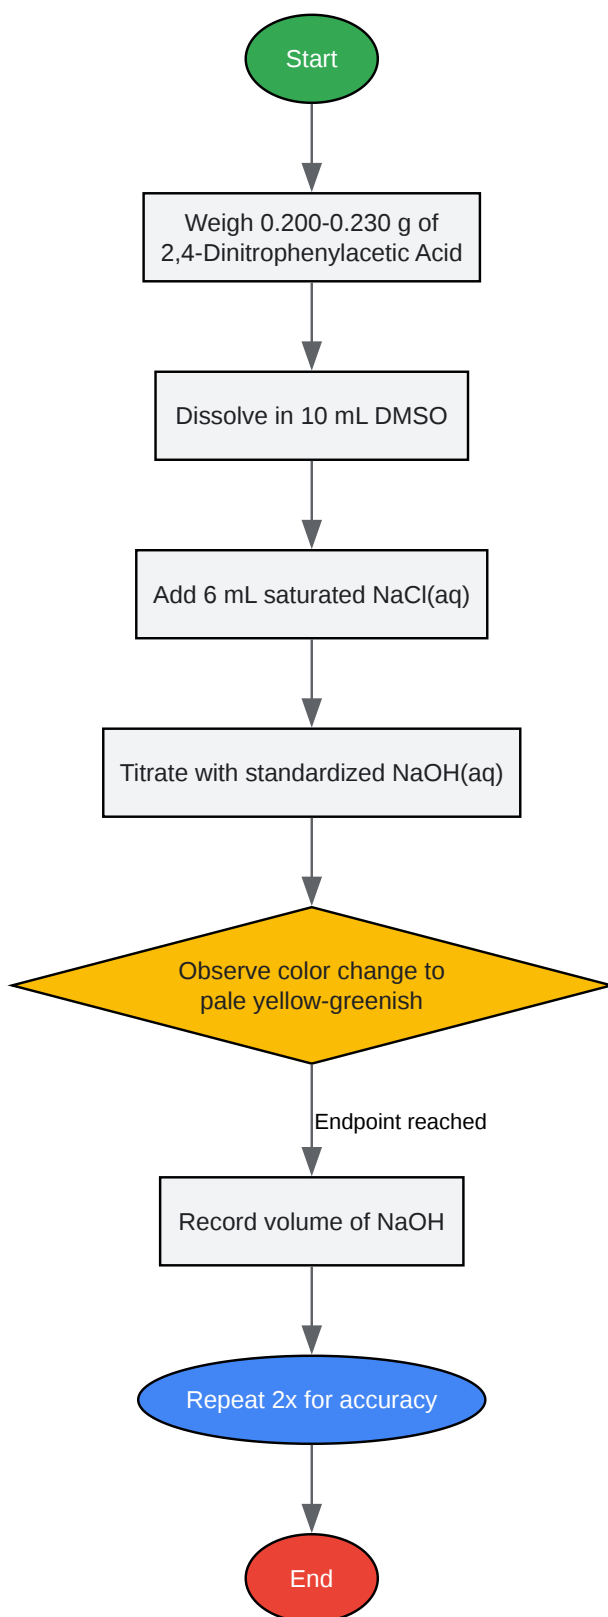 Start
Weigh 0.200-0.230 g of
2,4-Dinitrophenylacetic Acid
Dissolve in 10 mL DMSO
Add 6 mL saturated NaCl(aq)
Titrate with standardized NaOH(aq)
Observe color change to
pale yellow-greenish
Endpoint reached
Record volume of NaOH
Repeat 2x for accuracy
End